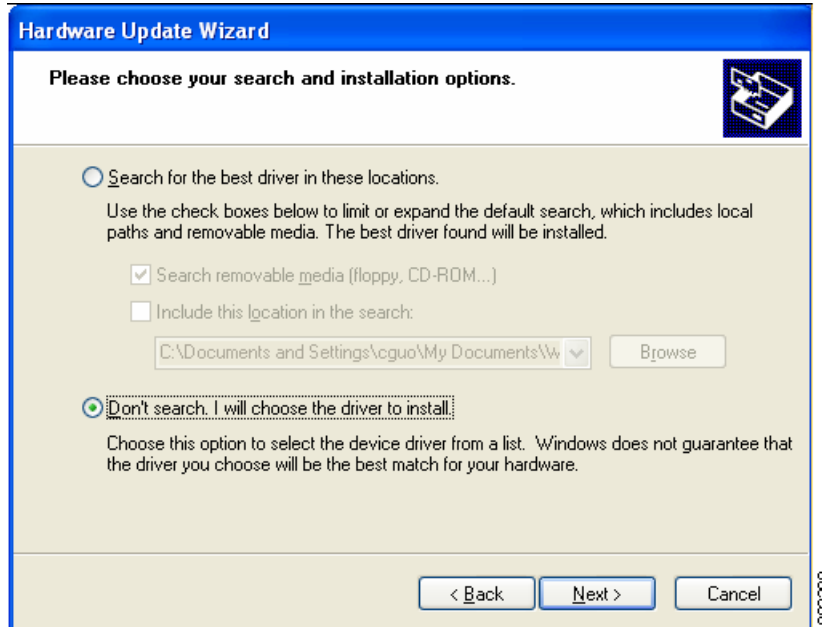 Hardware Update Wizard
Please choose your search and installation options.
Search for the best driver in these locations.
Use the check boxes below to limit or expand the default search, which includes local
paths and removable media. The best driver found will be installed.
Search removable media (floppy, CD-ROM...)
Include this location in the search:
C:\Documents and Settings\cguo\My Documents\W
Browse
Don't search. I will choose the driver to install.
Choose this option to select the device driver from a list. Windows does not guarantee that
the driver you choose will be the best match for your hardware.
< Back
Next >
Cancel